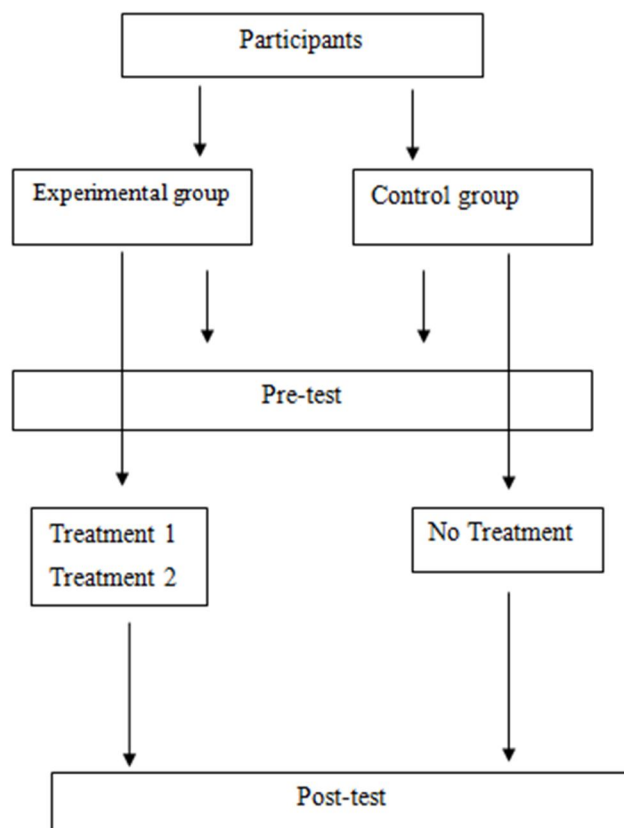 Participants
Experimental group
Control group
Pre-test
Treatment 1
Treatment 2
No Treatment
Post-test